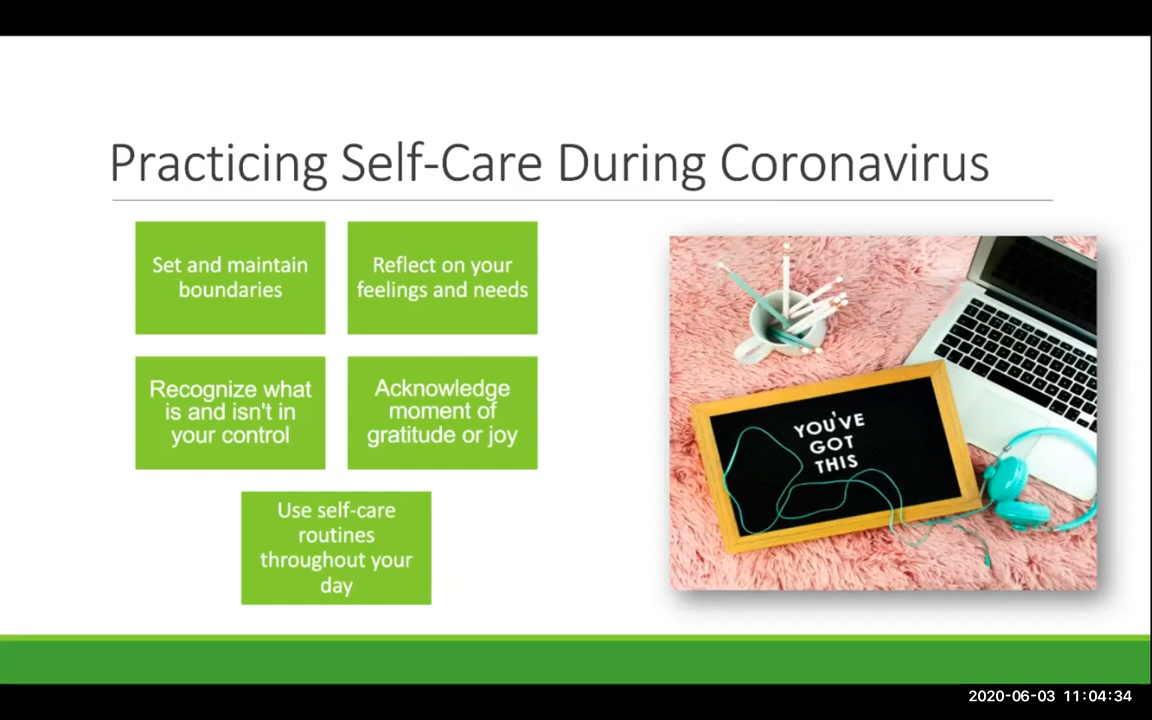 Practicing Self-Care During Coronavirus
Set and maintain
boundaries
Reflect on your
feelings and needs
Recognize what
is and isn't in
your control
Acknowledge
moment of
gratitude or joy
Use self-care
routines
throughout your
day
YOU'VE
GOT
THIS
2020-06-03 11:04:34